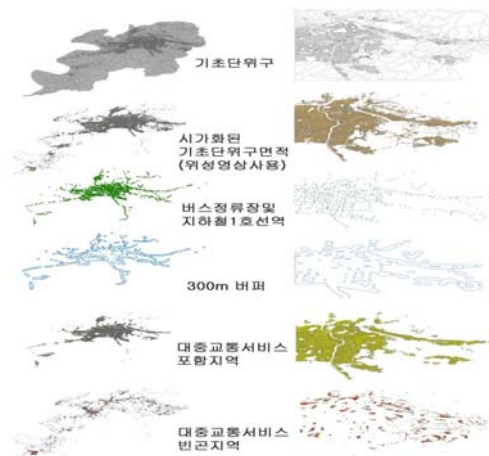 기초단위구
시가화된
기초단위구면적
(위성영상사용)
버스정류장및
지하철1호선역
300m 버퍼
대중교통서비스
포함지역
대중교통서비스
빈곤지역